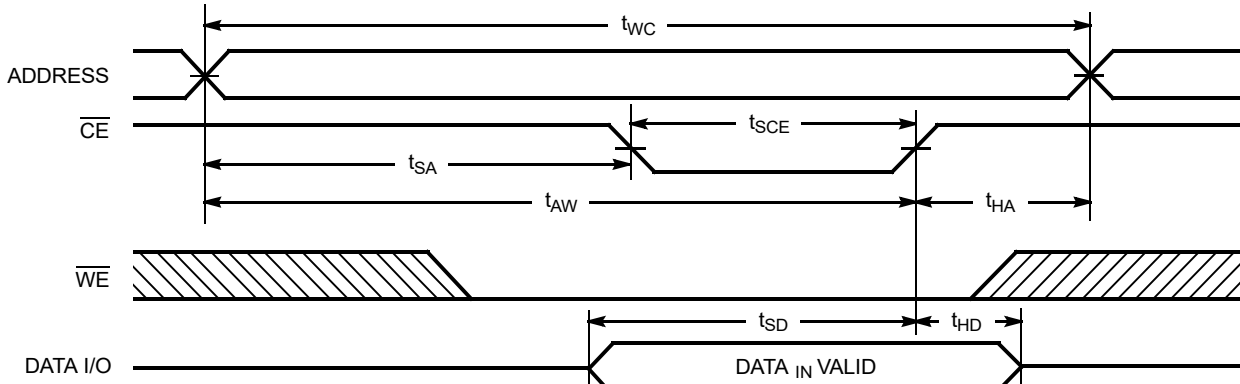 tWC
ADDRESS
CE
tSCE
tSA
tAW
tHA
WE
tSD
tHD
DATA I/O
DATA IN VALID